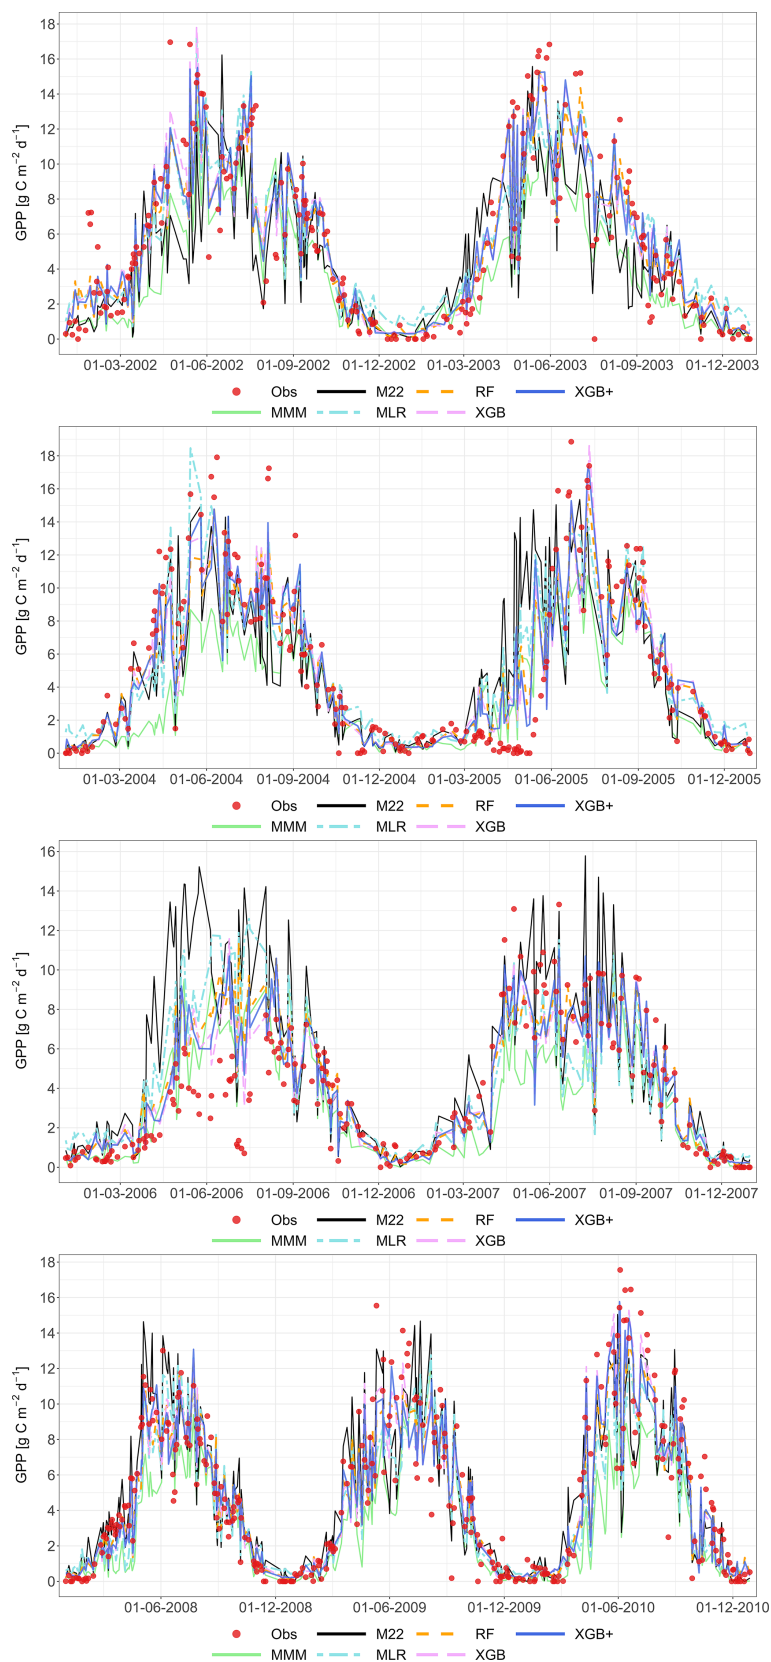 18
16
14
12
10
8
6
4
2
0
GPP [g C m⁻² d⁻¹]
01-03-2002 01-06-2002 01-09-2002 01-12-2002 01-03-2003 01-06-2003 01-09-2003 01-12-2003
Obs M22 RF XGB+
MMM MLR XGB
18
16
14
12
10
8
6
4
2
0
GPP [g C m⁻² d⁻¹]
01-03-2004 01-06-2004 01-09-2004 01-12-2004 01-03-2005 01-06-2005 01-09-2005 01-12-2005
Obs M22 RF XGB+
MMM MLR XGB
16
14
12
10
8
6
4
2
0
GPP [g C m⁻² d⁻¹]
01-03-2006 01-06-2006 01-09-2006 01-12-2006 01-03-2007 01-06-2007 01-09-2007 01-12-2007
Obs M22 RF XGB+
MMM MLR XGB
18
16
14
12
10
8
6
4
2
0
GPP [g C m⁻² d⁻¹]
01-06-2008 01-12-2008 01-06-2009 01-12-2009 01-06-2010 01-12-2010
Obs M22 RF XGB+
MMM MLR XGB